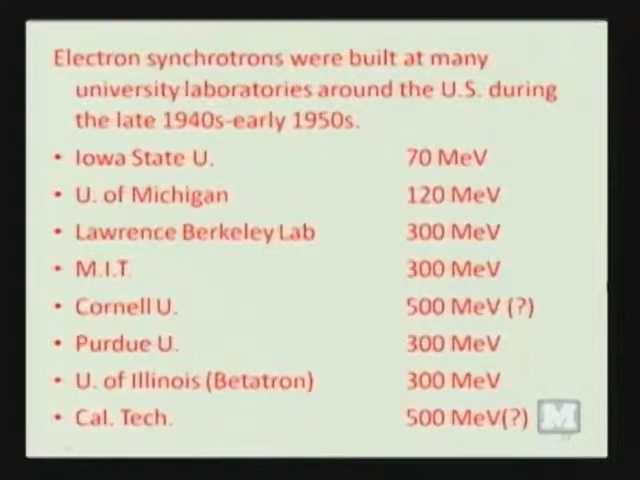 Electron synchrotrons were built at many
university laboratories around the U.S. during
the late 1940s-early 1950s.
• Iowa State U. 70 MeV
• U. of Michigan 120 MeV
• Lawrence Berkeley Lab 300 MeV
• M.I.T. 300 MeV
• Cornell U. 500 MeV (?)
• Purdue U. 300 MeV
• U. of Illinois (Betatron) 300 MeV
• Cal. Tech. 500 MeV(?)
M